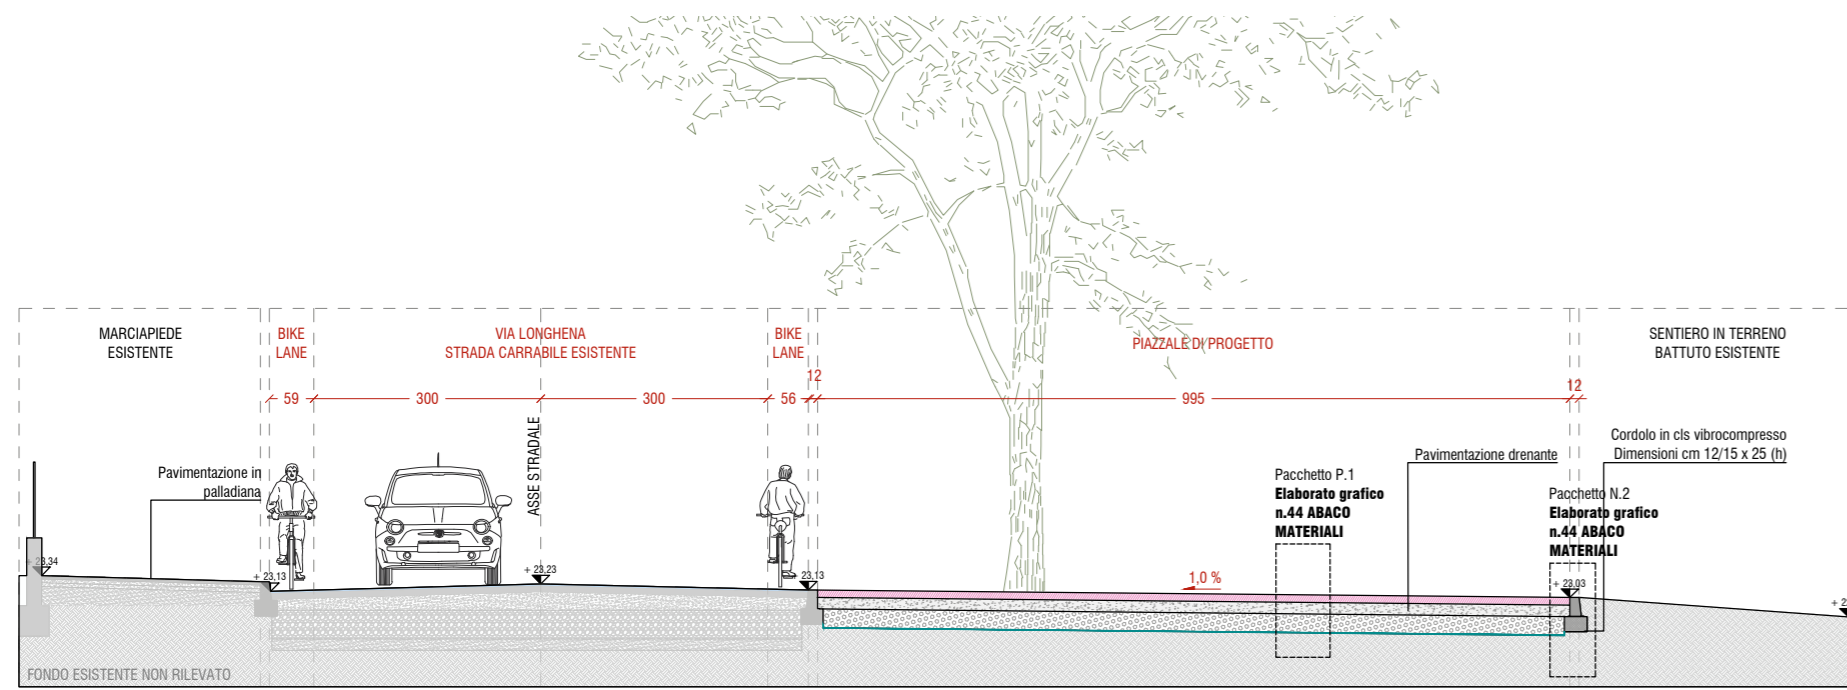 MARCIAPIEDE
ESISTENTE
BIKE
LANE
VIA LONGHENA
STRADA CARRABILE ESISTENTE
BIKE
LANE
PIAZZALE DI PROGETTO
SENTIERO IN TERRENO
BATTUTO ESISTENTE
59
300
300
56
12
995
12
ASSE STRADALE
Pavimentazione in
palladiana
Pacchetto P.1
Elaborato grafico
n.44 ABACO
MATERIALI
Pavimentazione drenante
Cordolo in cls vibrocompresso
Dimensioni cm 12/15 x 25 (h)
Pacchetto N.2
Elaborato grafico
n.44 ABACO
MATERIALI
+ 23,34
+ 23,13
+ 23,23
23,13
1,0 %
+ 23,03
FONDO ESISTENTE NON RILEVATO